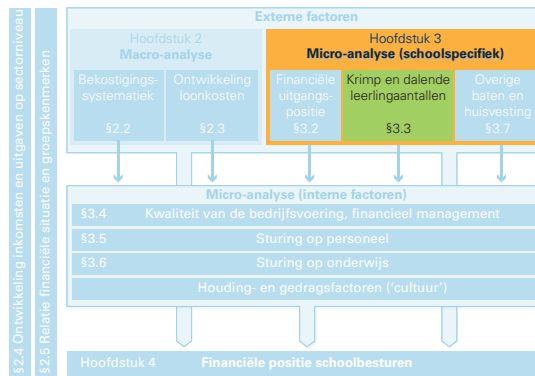 §2.4 Ontwikkeling inkomsten en uitgaven op sectorniveau
§2.5 Relatie financiële situatie en groepskenmerken
Externe factoren
Hoofdstuk 2
Macro-analyse
Bekostigings-
systematiek
§2.2
Ontwikkeling
loonkosten
§2.3
Hoofdstuk 3
Micro-analyse (schoolspecifiek)
Financiële
uitgangs-
positie
§3.2
Krimp en dalende
leerlingaantallen
§3.3
Overige
baten en
huisvesting
§3.7
Micro-analyse (interne factoren)
§3.4 Kwaliteit van de bedrijfsvoering, financieel management
§3.5 Sturing op personeel
§3.6 Sturing op onderwijs
Houding- en gedragsfactoren (‘cultuur’)
Hoofdstuk 4 Financiële positie schoolbesturen